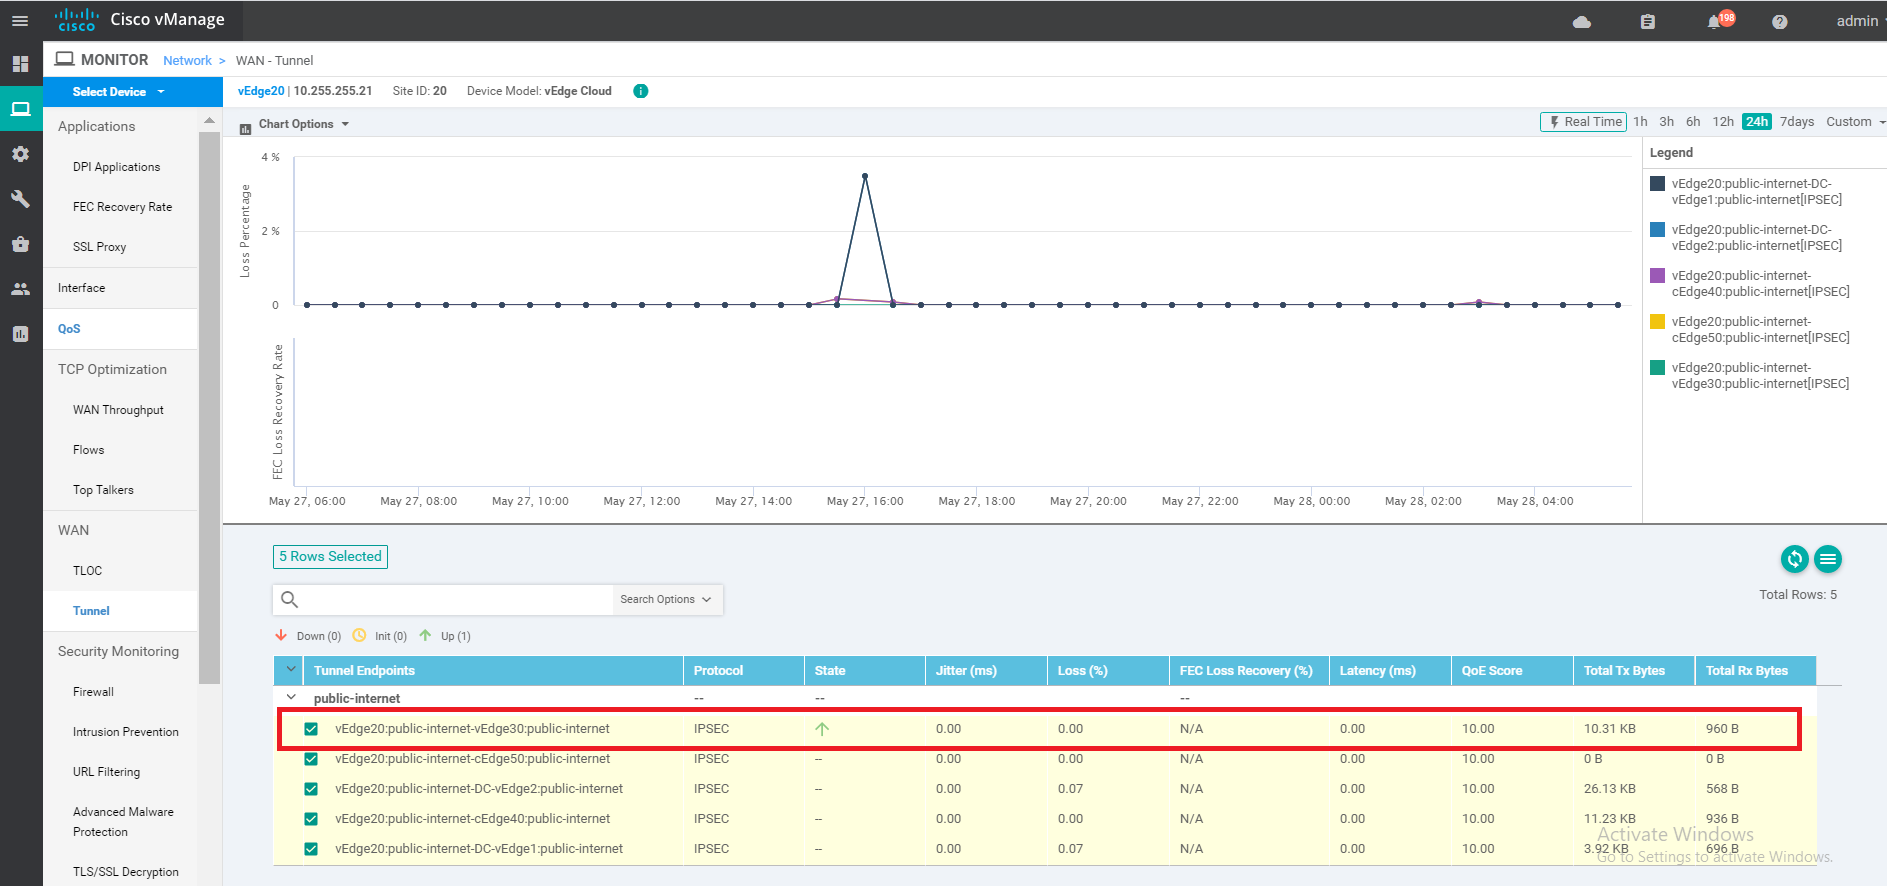 cisco
Cisco vManage
198
admin
MONITOR Network > WAN - Tunnel
Select Device
vEdge20 | 10.255.255.21 Site ID: 20 Device Model: vEdge Cloud
Applications
DPI Applications
FEC Recovery Rate
SSL Proxy
Interface
QoS
TCP Optimization
WAN Throughput
Flows
Top Talkers
WAN
TLOC
Tunnel
Security Monitoring
Firewall
Intrusion Prevention
URL Filtering
Advanced Malware
Protection
TLS/SSL Decryption
Chart Options
Real Time 1h 3h 6h 12h 24h 7days Custom
Loss Percentage
4 %
2 %
0
FEC Loss Recovery Rate
May 27, 06:00 May 27, 08:00 May 27, 10:00 May 27, 12:00 May 27, 14:00 May 27, 16:00 May 27, 18:00 May 27, 20:00 May 27, 22:00 May 28, 00:00 May 28, 02:00 May 28, 04:00
Legend
vEdge20:public-internet-DC-
vEdge1:public-internet[IPSEC]
vEdge20:public-internet-DC-
vEdge2:public-internet[IPSEC]
vEdge20:public-internet-
cEdge40:public-internet[IPSEC]
vEdge20:public-internet-
cEdge50:public-internet[IPSEC]
vEdge20:public-internet-
vEdge30:public-internet[IPSEC]
5 Rows Selected
Search Options
Total Rows: 5
Down (0) Init (0) Up (1)
Tunnel Endpoints Protocol State Jitter (ms) Loss (%) FEC Loss Recovery (%) Latency (ms) QoE Score Total Tx Bytes Total Rx Bytes
public-internet -- -- --
vEdge20:public-internet-vEdge30:public-internet IPSEC 0.00 0.00 N/A 0.00 10.00 10.31 KB 960 B
vEdge20:public-internet-cEdge50:public-internet IPSEC -- 0.00 0.00 N/A 0.00 10.00 0 B 0 B
vEdge20:public-internet-DC-vEdge2:public-internet IPSEC -- 0.00 0.07 N/A 0.00 10.00 26.13 KB 568 B
vEdge20:public-internet-cEdge40:public-internet IPSEC -- 0.00 0.00 N/A 0.00 10.00 11.23 KB 936 B
vEdge20:public-internet-DC-vEdge1:public-internet IPSEC -- 0.00 0.07 N/A 0.00 10.00 3.92 KB 696 B
Activate Windows
Go to Settings to activate Windows.